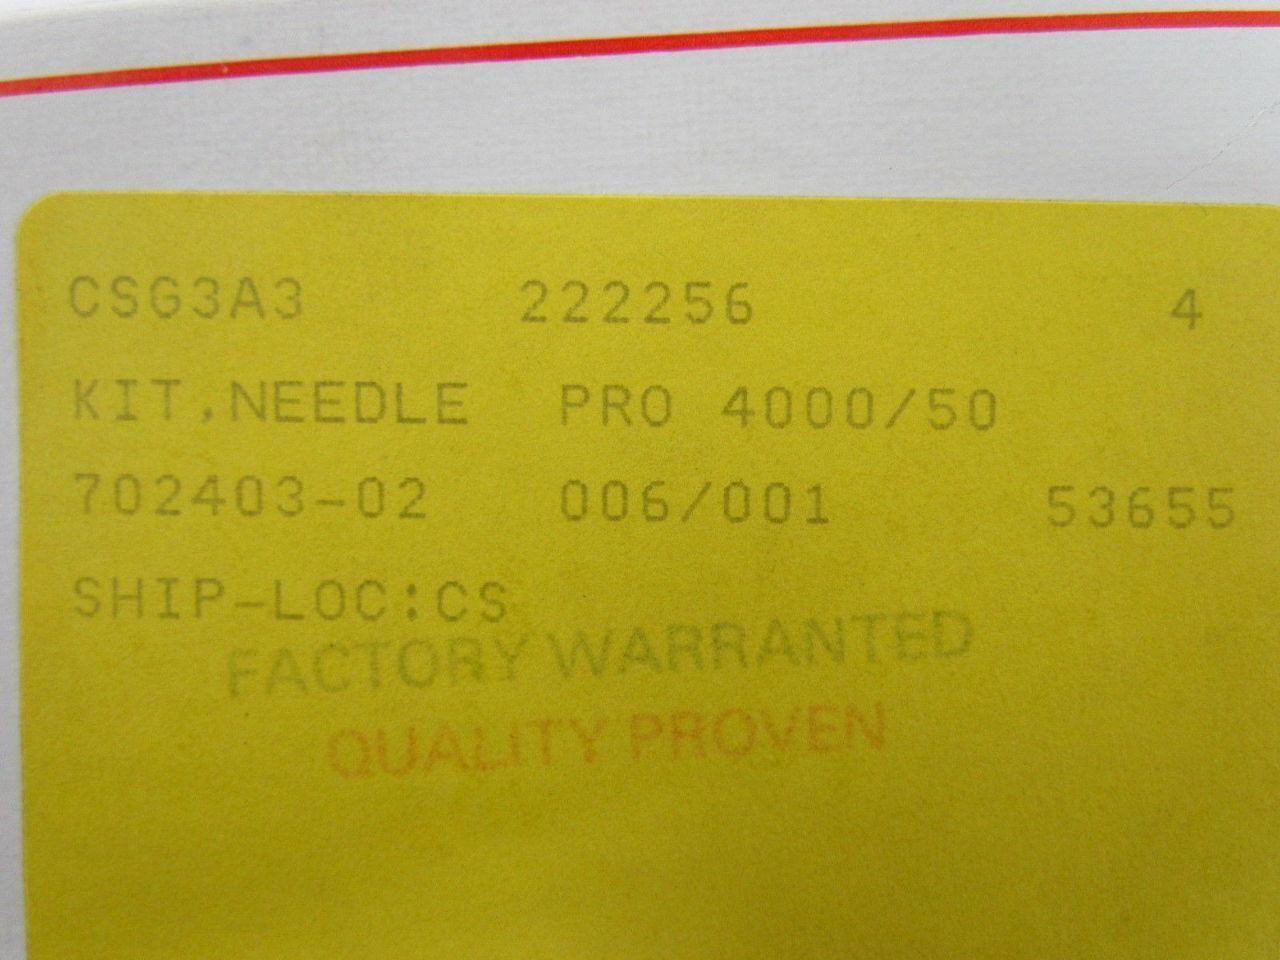 CSG3A3 222256 4
KIT,NEEDLE PRO 4000/50
702403-02 006/001 53655
SHIP-LOC:CS
FACTORY WARRANTED
QUALITY PROVEN